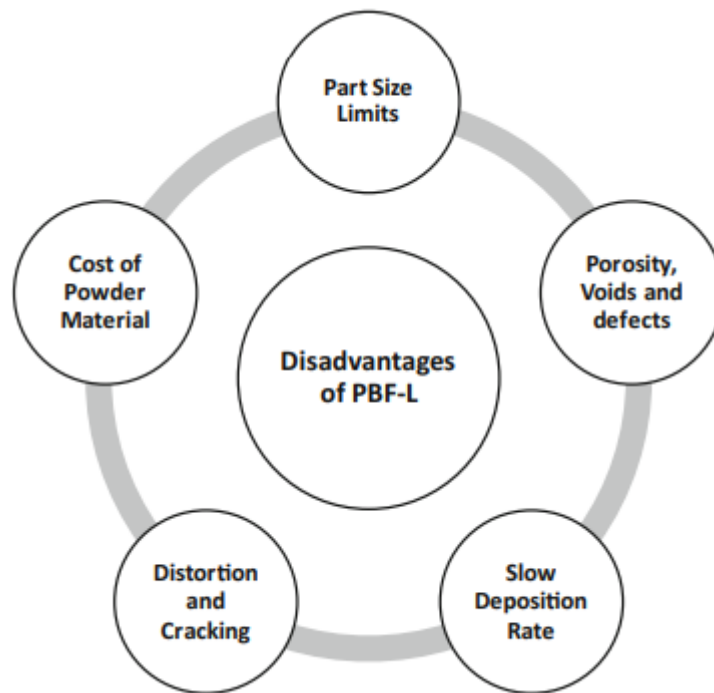 Part Size
Limits
Porosity,
Voids and
defects
Slow
Deposition
Rate
Distortion
and
Cracking
Cost of
Powder
Material
Disadvantages
of PBF-L